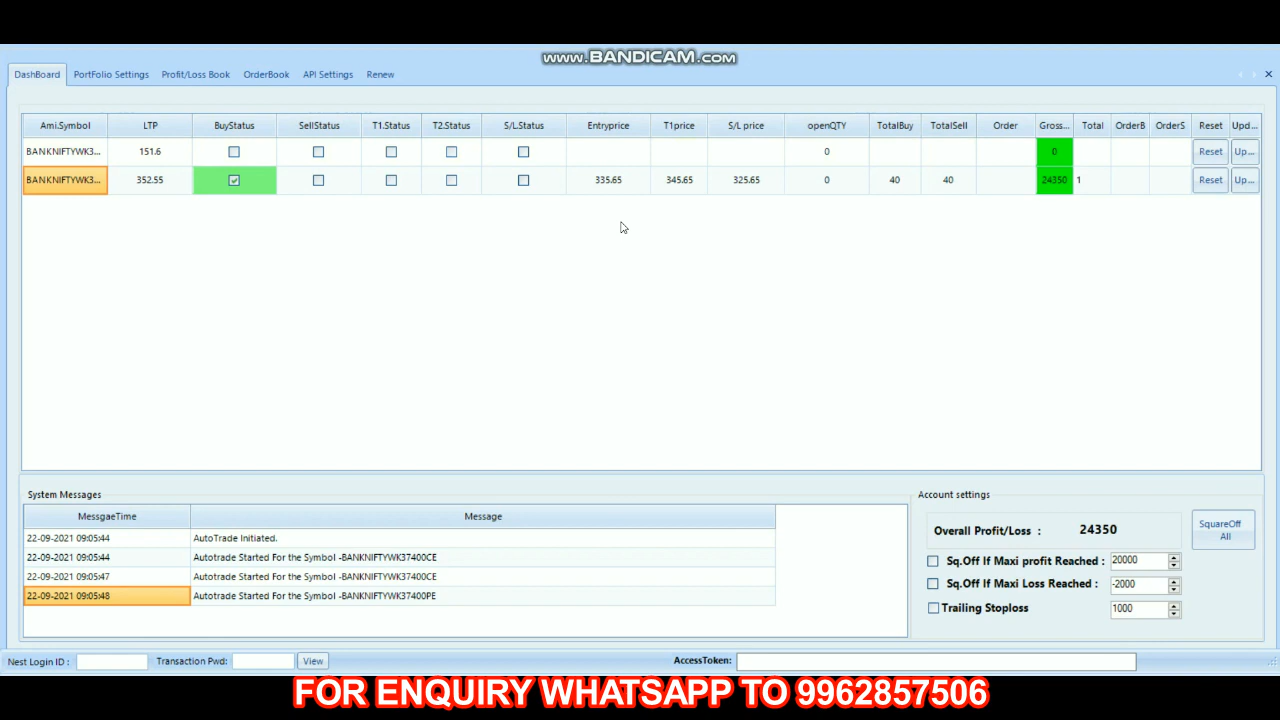 www.BANDICAM.com
DashBoard PortFolio Settings Profit/Loss Book OrderBook API Settings Renew
Ami.Symbol LTP BuyStatus SellStatus T1.Status T2.Status S/L.Status Entryprice T1price S/L price openQTY TotalBuy TotalSell Order Gross... Total OrderB OrderS Reset Upd...
BANKNIFTYWK3... 151.6 0 0 Reset Up...
BANKNIFTYWK3... 352.55 335.65 345.65 325.65 0 40 40 24350 1 Reset Up...
System Messages
MessgaeTime Message
22-09-2021 09:05:44 AutoTrade Initiated.
22-09-2021 09:05:44 Autotrade Started For the Symbol -BANKNIFTYWK37400CE
22-09-2021 09:05:47 Autotrade Started For the Symbol -BANKNIFTYWK37400CE
22-09-2021 09:05:48 Autotrade Started For the Symbol -BANKNIFTYWK37400PE
Account settings
Overall Profit/Loss : 24350
SquareOff All
Sq.Off If Maxi profit Reached : 20000
Sq.Off If Maxi Loss Reached : -2000
Trailing Stoploss 1000
Nest Login ID : Transaction Pwd: View AccessToken:
FOR ENQUIRY WHATSAPP TO 9962857506